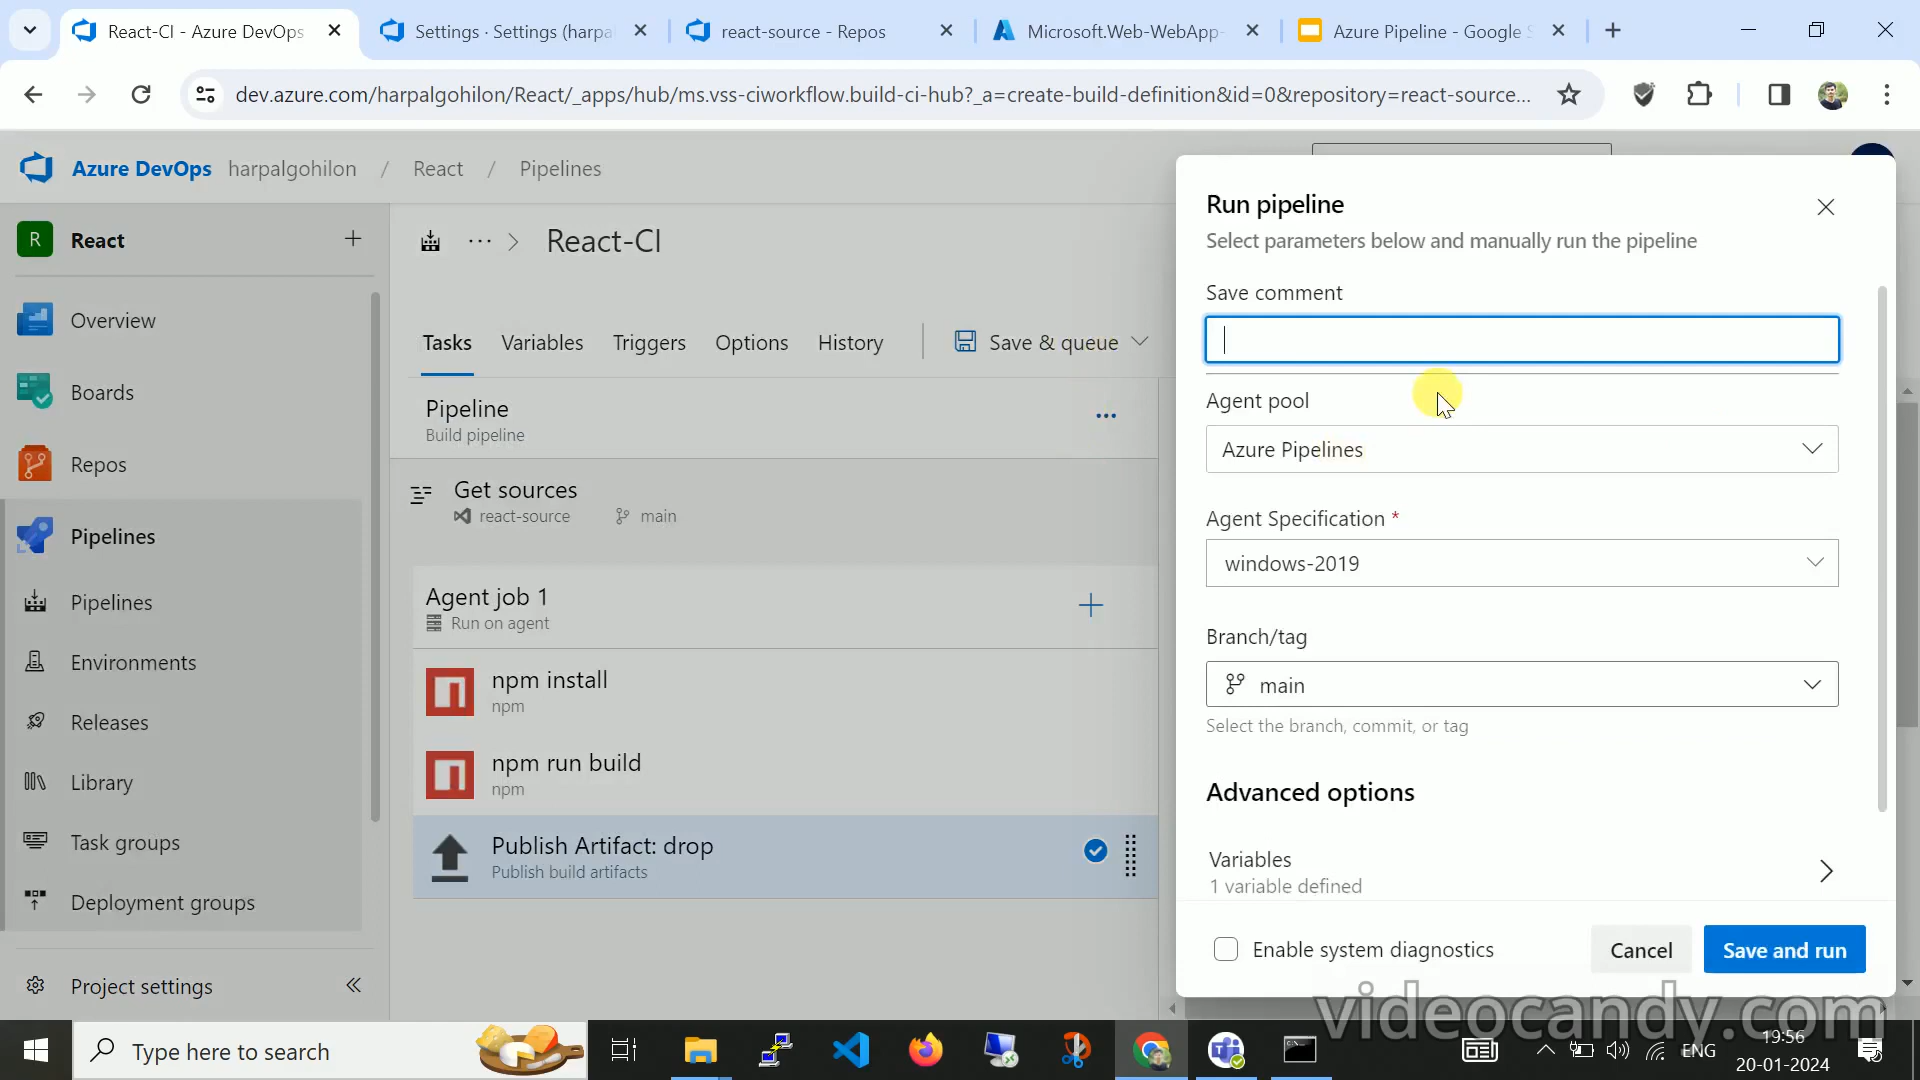 React-CI - Azure DevOps
Settings · Settings (harpa
react-source - Repos
Microsoft.Web-WebApp-
Azure Pipeline - Google S
dev.azure.com/harpalgohilon/React/_apps/hub/ms.vss-ciworkflow.build-ci-hub?_a=create-build-definition&id=0&repository=react-source...
Azure DevOps
harpalgohilon
/
React
/
Pipelines
R
React
React-CI
Overview
Boards
Repos
Pipelines
Pipelines
Environments
Releases
Library
Task groups
Deployment groups
Project settings
Tasks
Variables
Triggers
Options
History
Save & queue
Pipeline
Build pipeline
Get sources
react-source
main
Agent job 1
Run on agent
npm install
npm
npm run build
npm
Publish Artifact: drop
Publish build artifacts
Run pipeline
Select parameters below and manually run the pipeline
Save comment
Agent pool
Azure Pipelines
Agent Specification *
windows-2019
Branch/tag
main
Select the branch, commit, or tag
Advanced options
Variables
1 variable defined
Enable system diagnostics
Cancel
Save and run
videocandy.com
Type here to search
ENG
19:56
20-01-2024